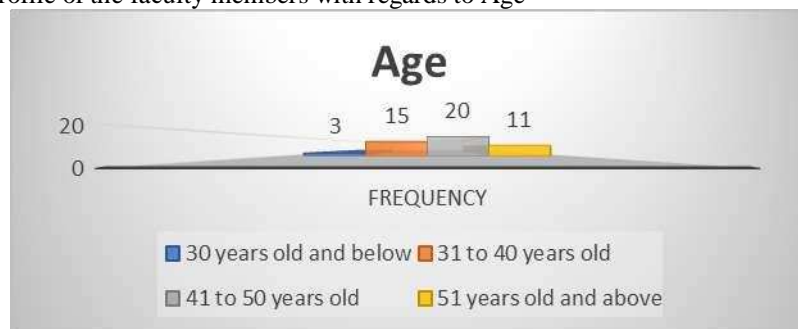 of the faculty members with regards to Age
Age
3 15 20 11
20
0
FREQUENCY
30 years old and below 31 to 40 years old
41 to 50 years old 51 years old and above